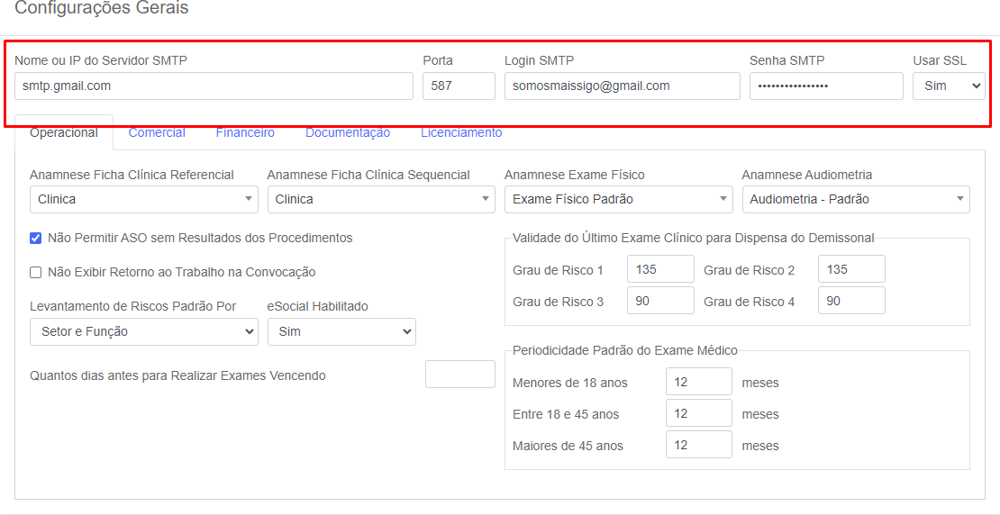 Configurações Gerais
Nome ou IP do Servidor SMTP Porta Login SMTP Senha SMTP Usar SSL
smtp.gmail.com 587 somosmaissigo@gmail.com •••••••••••••••• Sim
Operacional Comercial Financeiro Documentação Licenciamento
Anamnese Ficha Clínica Referencial Anamnese Ficha Clínica Sequencial Anamnese Exame Físico Anamnese Audiometria
Clinica Clinica Exame Físico Padrão Audiometria - Padrão
Não Permitir ASO sem Resultados dos Procedimentos
Não Exibir Retorno ao Trabalho na Convocação
Levantamento de Riscos Padrão Por eSocial Habilitado
Setor e Função Sim
Quantos dias antes para Realizar Exames Vencendo
Validade do Último Exame Clínico para Dispensa do Demissonal
Grau de Risco 1 135 Grau de Risco 2 135
Grau de Risco 3 90 Grau de Risco 4 90
Periodicidade Padrão do Exame Médico
Menores de 18 anos 12 meses
Entre 18 e 45 anos 12 meses
Maiores de 45 anos 12 meses